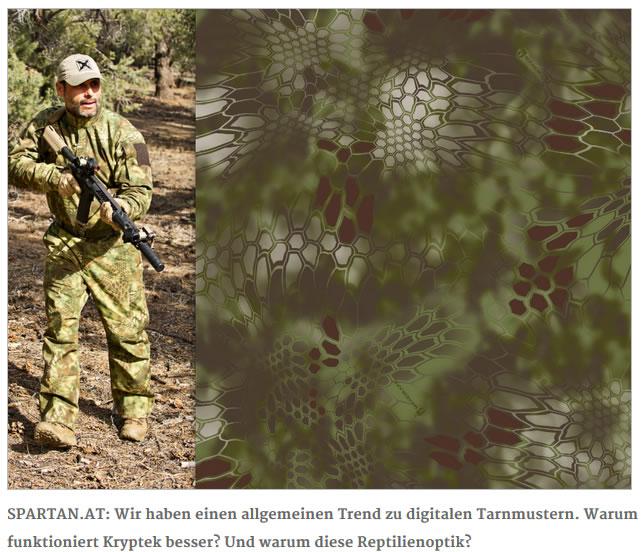 SPARTAN.AT: Wir haben einen allgemeinen Trend zu digitalen Tarnmustern. Warum
funktioniert Kryptek besser? Und warum diese Reptilienoptik?